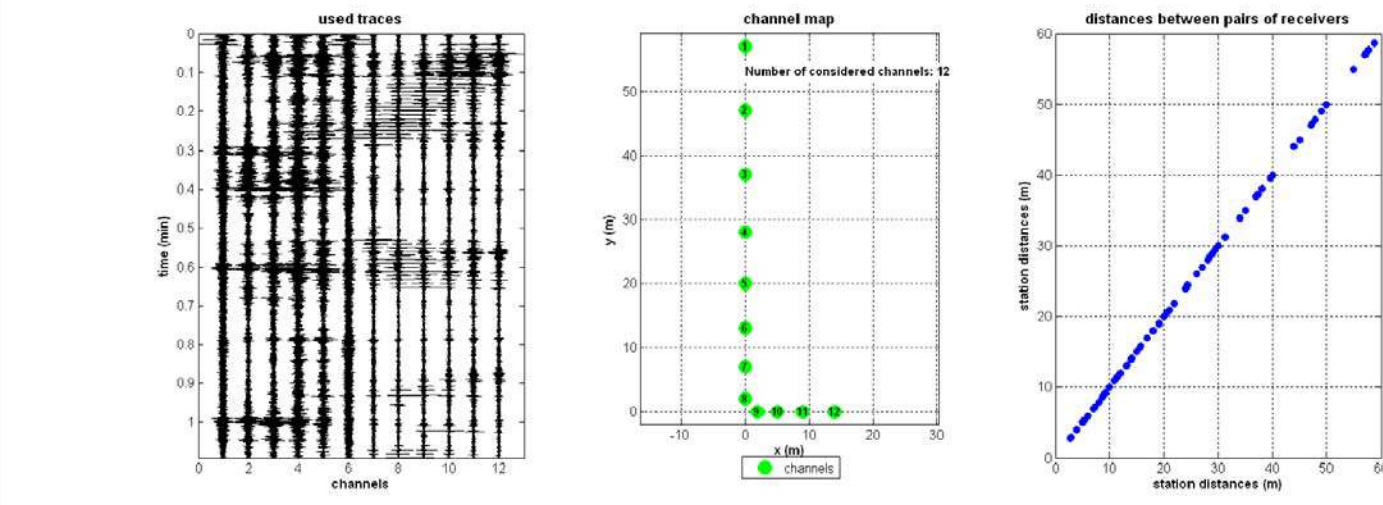 used traces
0
0.1
0.2
0.3
0.4
0.5
0.6
0.7
0.8
0.9
1
time (min)
0 2 4 6 8 10 12
channels
channel map
Number of considered channels: 12
50
40
30
20
10
0
y (m)
1
2
3
4
5
6
7
8
9 10 11 12
-10 0 10 20 30
x (m)
channels
distances between pairs of receivers
60
50
40
30
20
10
0
station distances (m)
0 10 20 30 40 50 60
station distances (m)